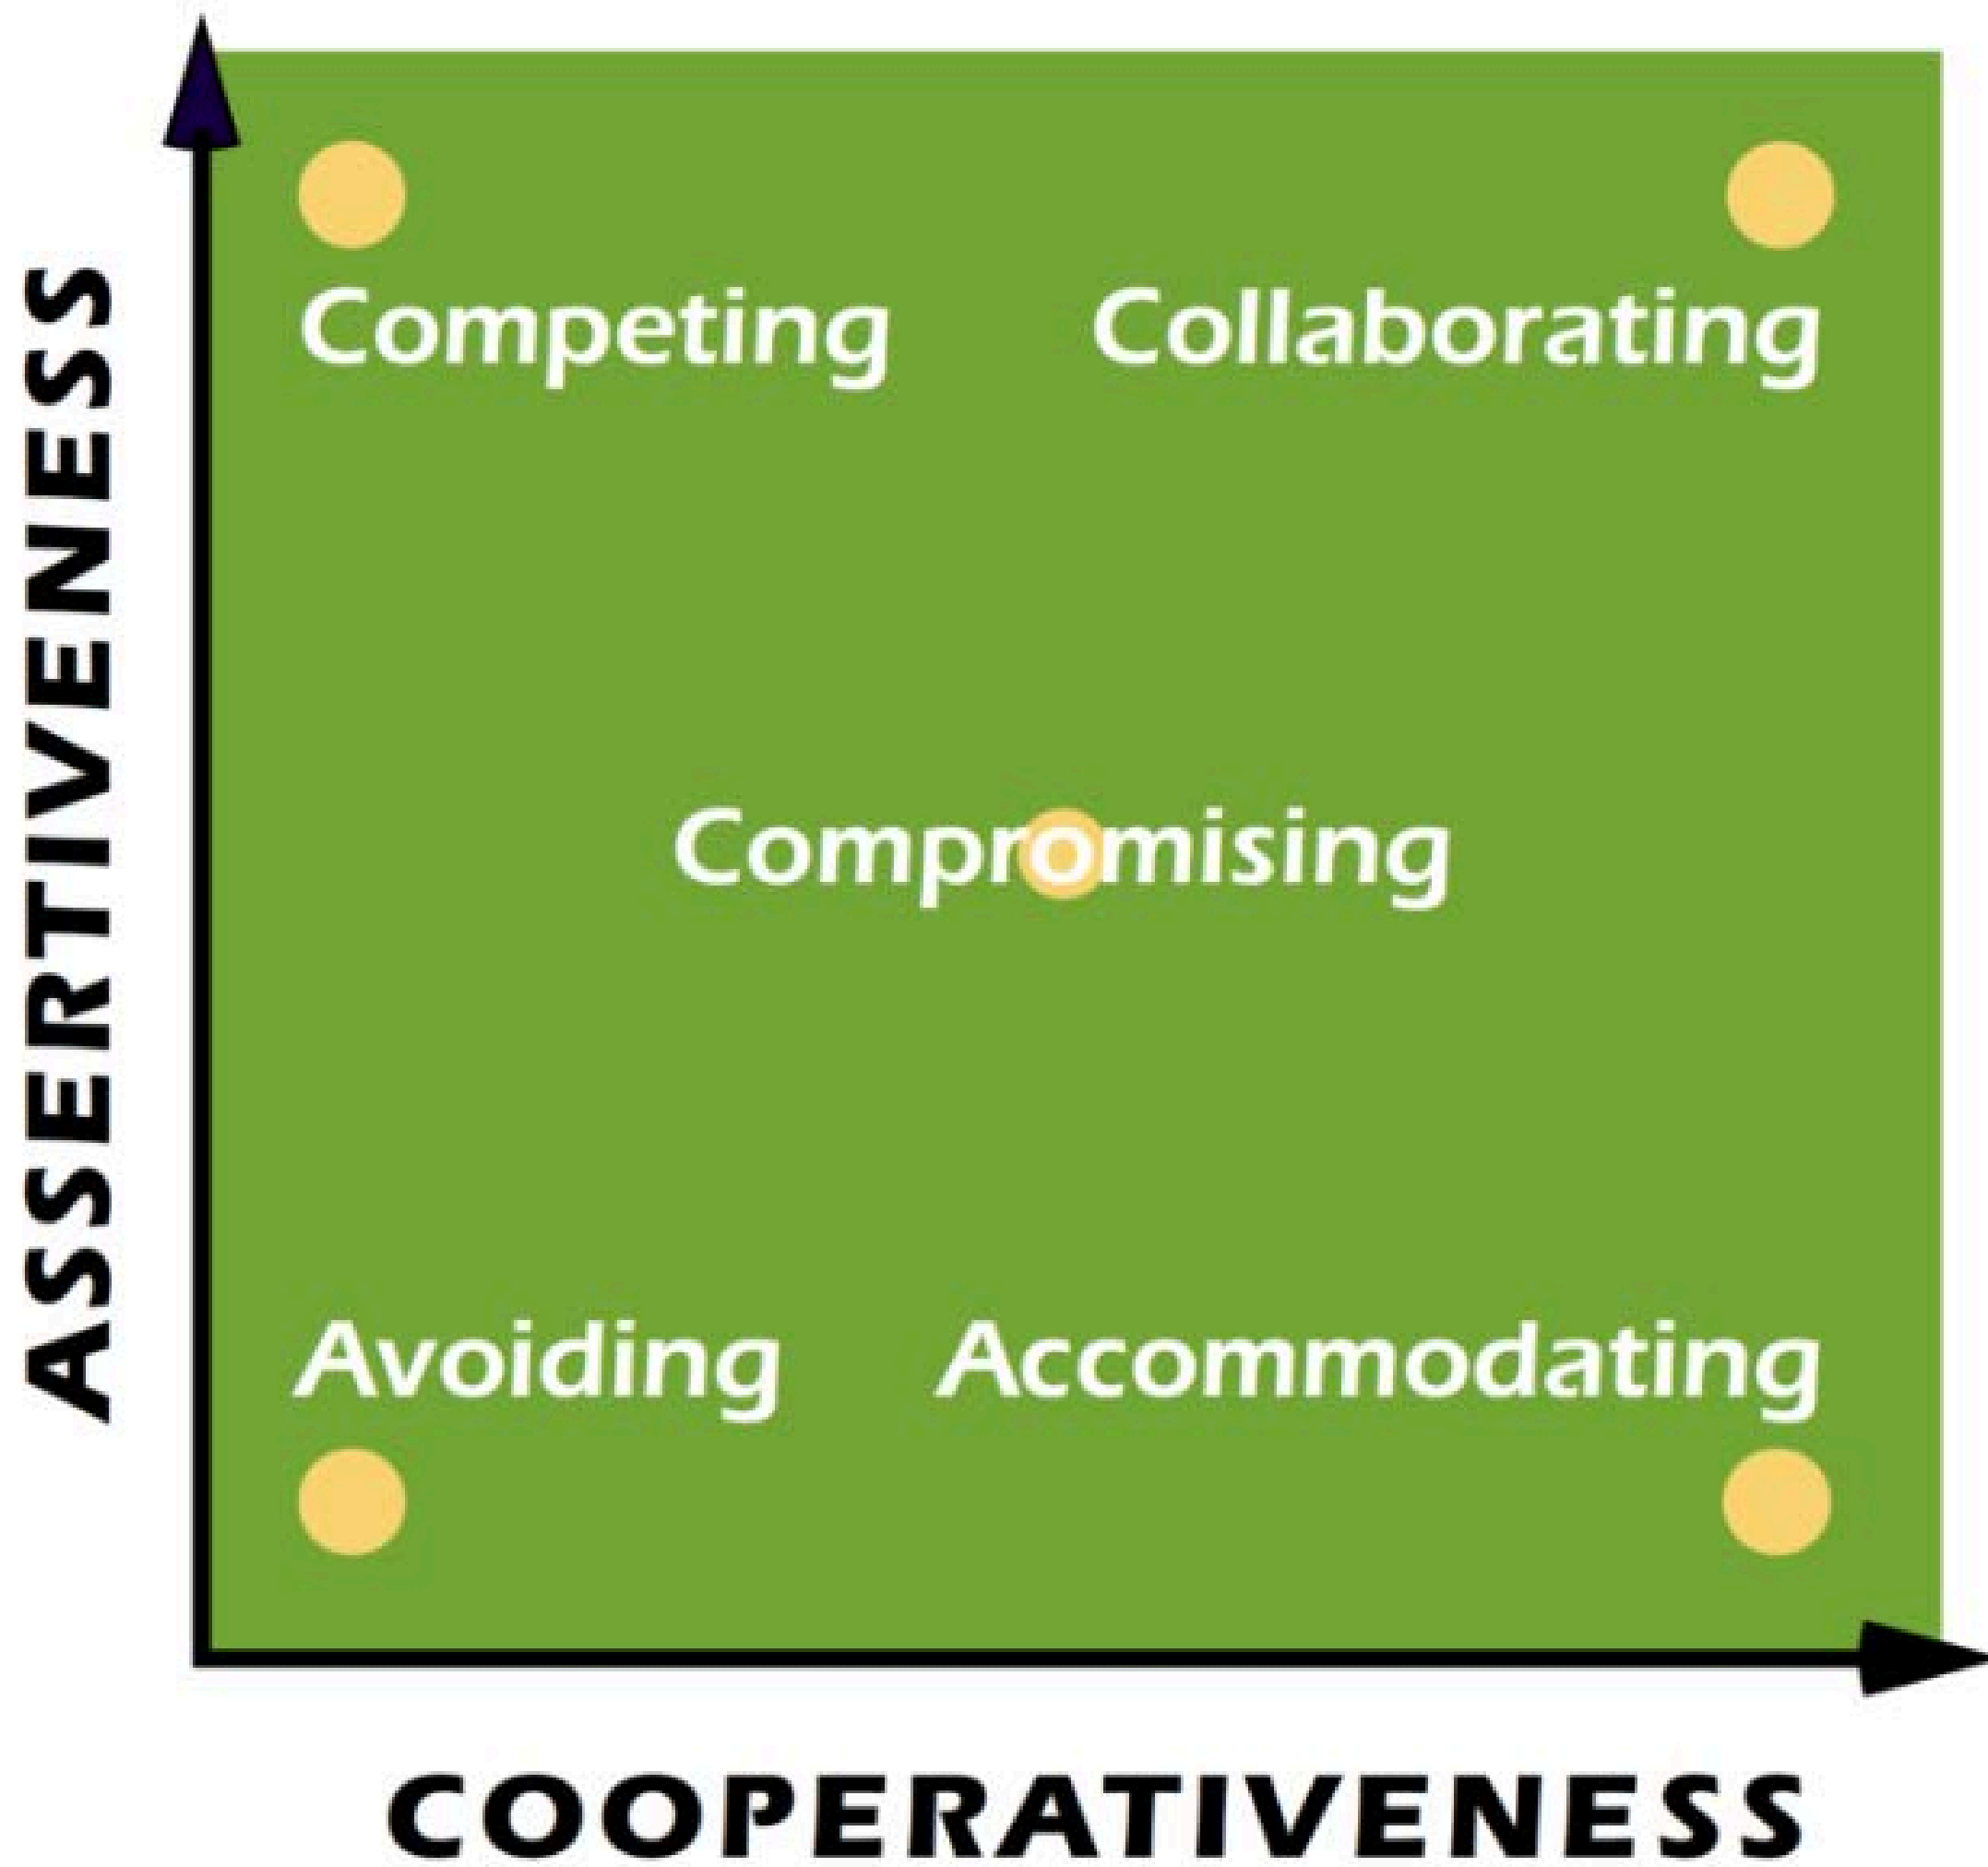 ASSERTIVENESS
Competing
Collaborating
Compromising
Avoiding
Accommodating
COOPERATIVENESS